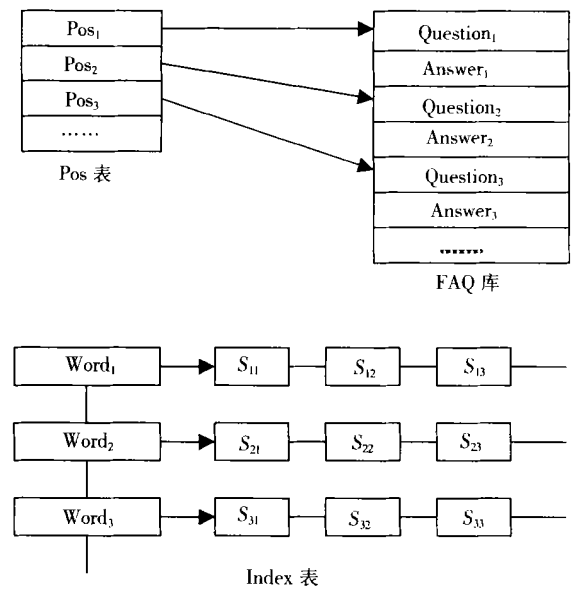 Pos₁
Pos₂
Pos₃
……
Pos 表
Question₁
Answer₁
Question₂
Answer₂
Question₃
Answer₃
…….
FAQ 库
Word₁ S₁₁ S₁₂ S₁₃
Word₂ S₂₁ S₂₂ S₂₃
Word₃ S₃₁ S₃₂ S₃₃
Index 表